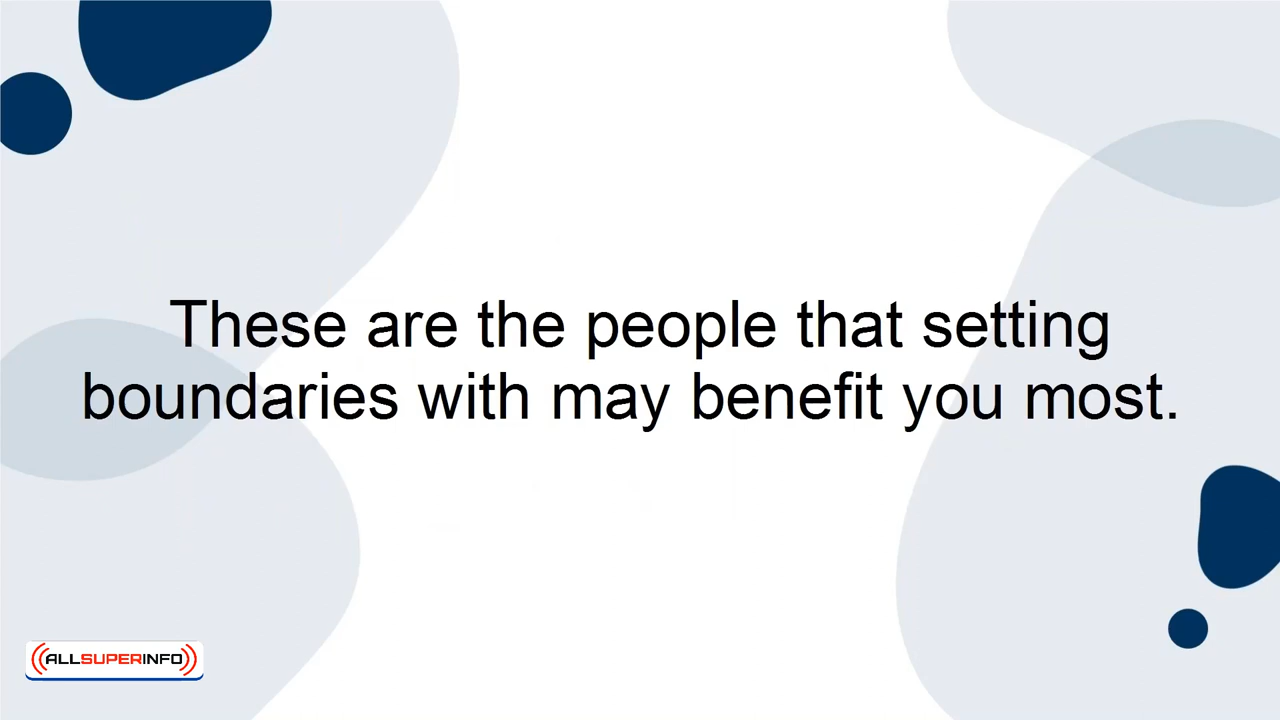 These are the people that setting
boundaries with may benefit you most.
ALLSUPERINFO